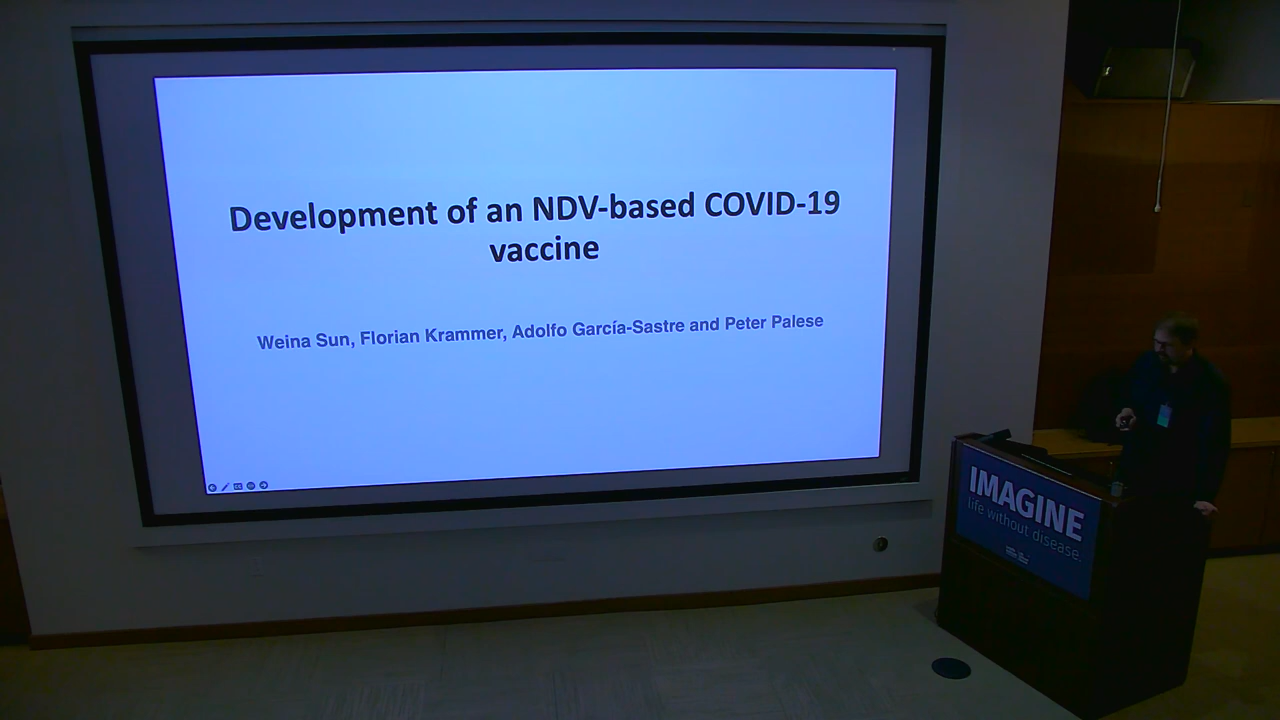 Development of an NDV-based COVID-19
vaccine
Weina Sun, Florian Krammer, Adolfo García-Sastre and Peter Palese
IMAGINE
life without disease.